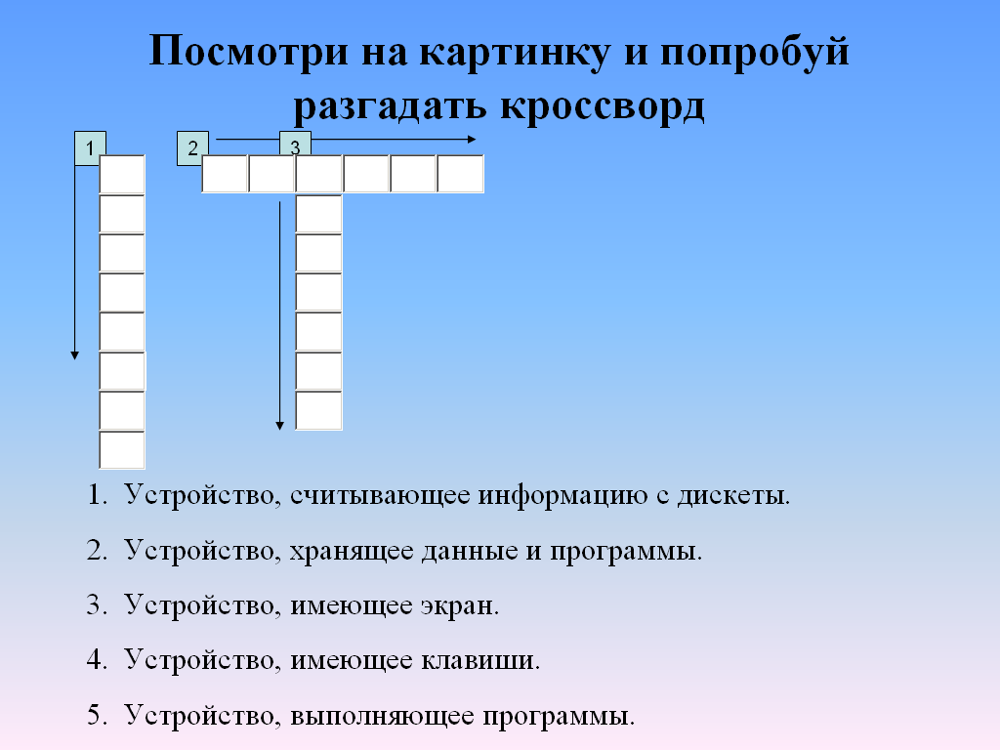 Посмотри на картинку и попробуй
разгадать кроссворд
1
2
3
1. Устройство, считывающее информацию с дискеты.
2. Устройство, хранящее данные и программы.
3. Устройство, имеющее экран.
4. Устройство, имеющее клавиши.
5. Устройство, выполняющее программы.